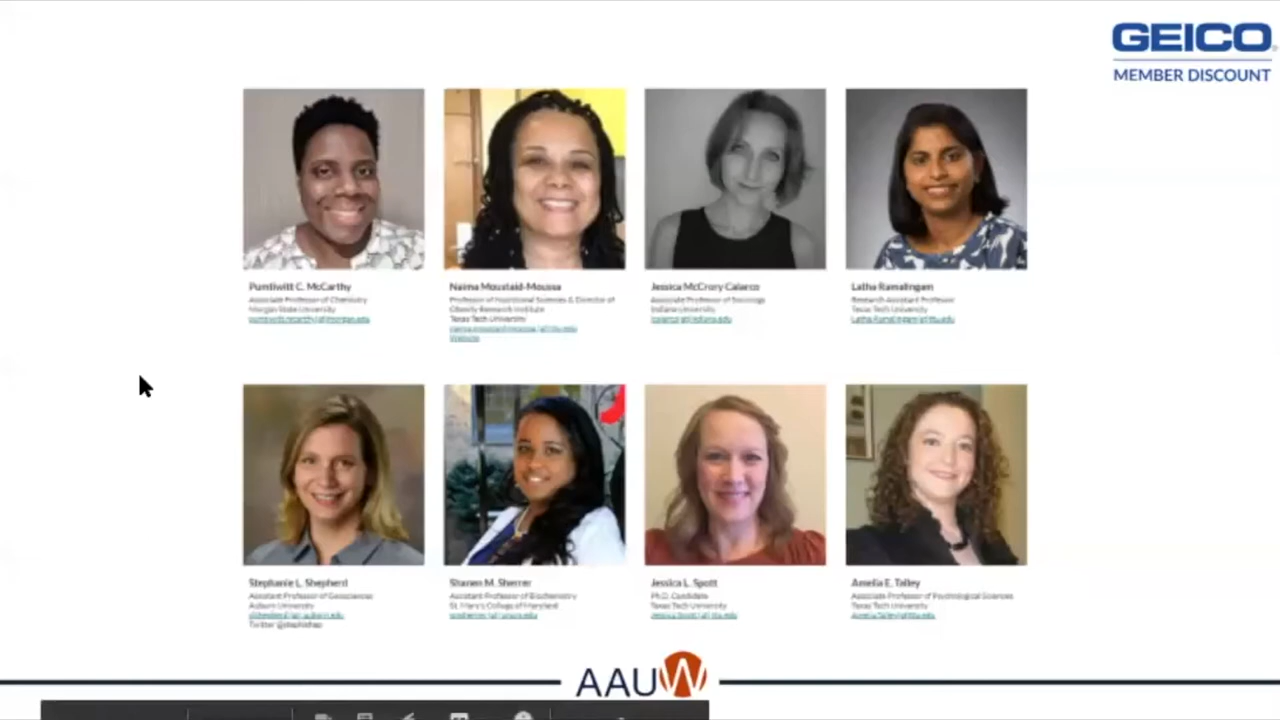 GEICO
MEMBER DISCOUNT
Pumtiwitt C. McCarthy
Associate Professor of Chemistry
Morgan State University
Naima Moustaid-Moussa
Professor of Nutritional Sciences & Director of
Obesity Research Institute
Texas Tech University
Website
Jessica McCrory Calarco
Associate Professor of Sociology
Indiana University
Latha Ramalingam
Research Assistant Professor
Texas Tech University
Stephanie L. Shepherd
Assistant Professor of Geosciences
Auburn University
Shanen M. Sherrer
Assistant Professor of Biochemistry
St. Mary's College of Maryland
Jessica L. Spott
Ph.D. Candidate
Texas Tech University
Amelia E. Talley
Associate Professor of Psychological Sciences
Texas Tech University
AAUW